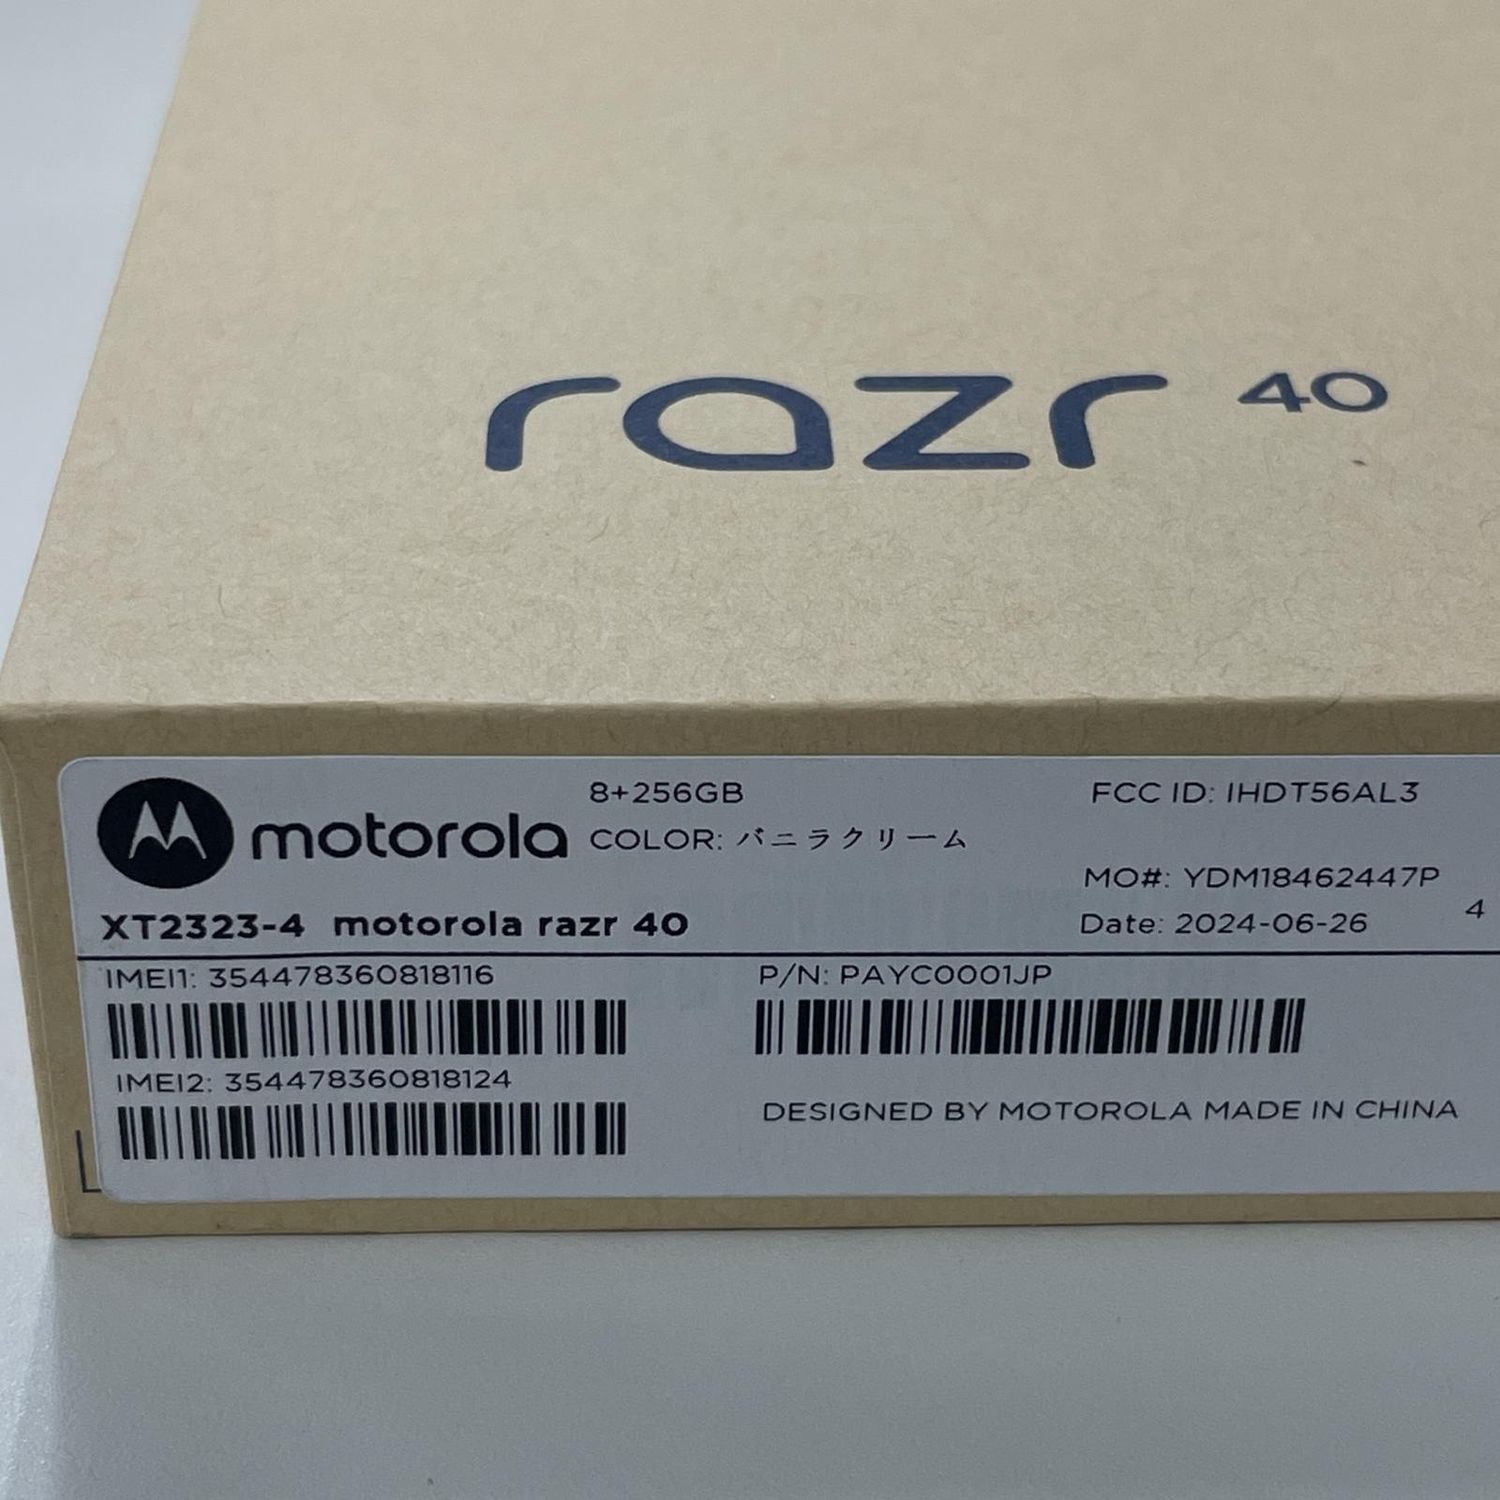 razr 40
motorola
8+256GB
COLOR: バニラクリーム
FCC ID: IHDT56AL3
MO#: YDM18462447P
XT2323-4 motorola razr 40
Date: 2024-06-26
4
IMEI1: 354478360818116
P/N: PAYC0001JP
IMEI2: 354478360818124
DESIGNED BY MOTOROLA MADE IN CHINA